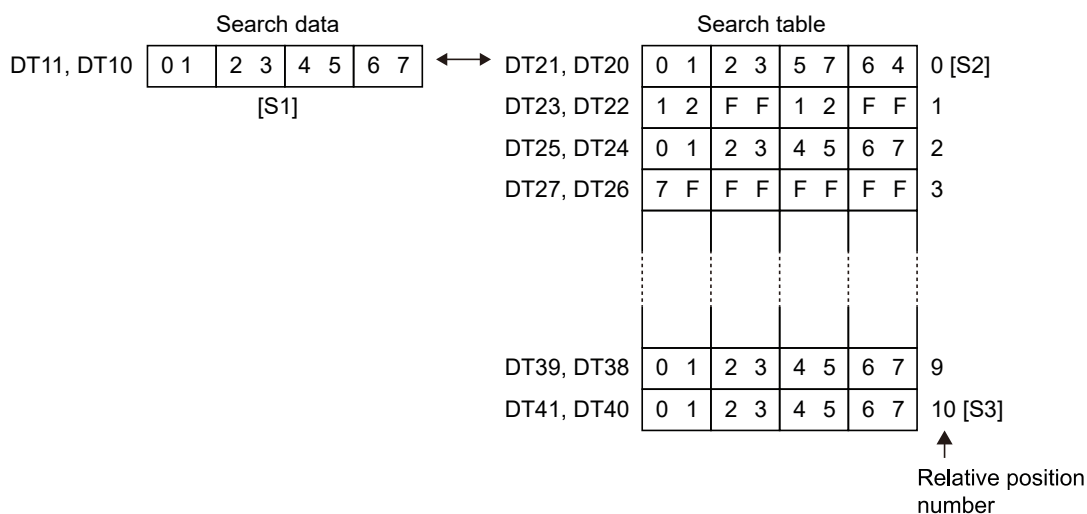 Search data
Search table
DT11, DT10 0 1 2 3 4 5 6 7 DT21, DT20 0 1 2 3 5 7 6 4 0 [S2]
[S1] DT23, DT22 1 2 F F 1 2 F F 1
DT25, DT24 0 1 2 3 4 5 6 7 2
DT27, DT26 7 F F F F F F F 3
DT39, DT38 0 1 2 3 4 5 6 7 9
DT41, DT40 0 1 2 3 4 5 6 7 10 [S3]
Relative position
number